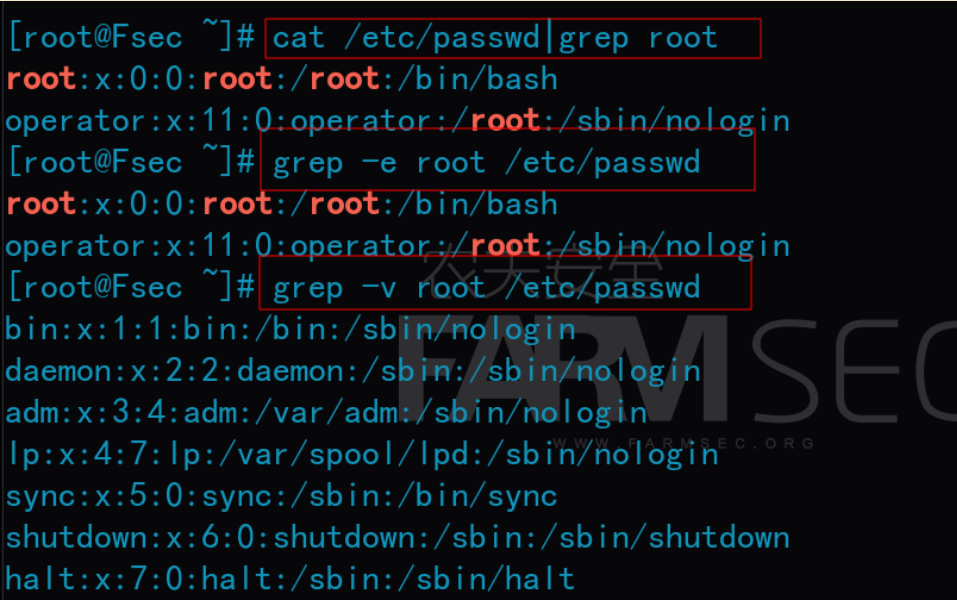 [root@Fsec ~]# cat /etc/passwd|grep root
root:x:0:0:root:/root:/bin/bash
operator:x:11:0:operator:/root:/sbin/nologin
[root@Fsec ~]# grep -e root /etc/passwd
root:x:0:0:root:/root:/bin/bash
operator:x:11:0:operator:/root:/sbin/nologin
农夫安全
[root@Fsec ~]# grep -v root /etc/passwd
bin:x:1:1:bin:/bin:/sbin/nologin
FARMSEC
daemon:x:2:2:daemon:/sbin:/sbin/nologin
adm:x:3:4:adm:/var/adm:/sbin/nologin
WWW.FARMSEC.ORG
lp:x:4:7:lp:/var/spool/lpd:/sbin/nologin
sync:x:5:0:sync:/sbin:/bin/sync
shutdown:x:6:0:shutdown:/sbin:/sbin/shutdown
halt:x:7:0:halt:/sbin:/sbin/halt